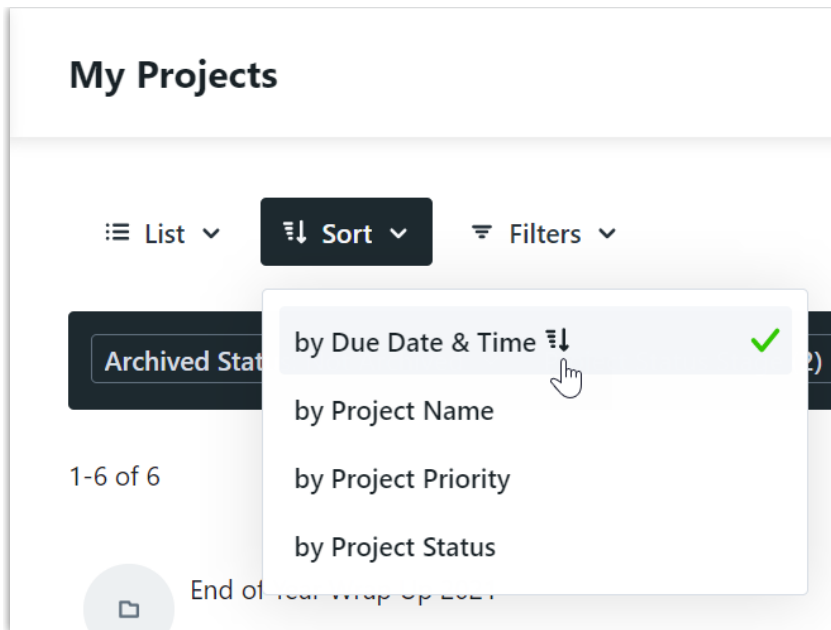 My Projects
List Sort Filters
by Due Date & Time
Archived Stat 2)
by Project Name
1-6 of 6
by Project Priority
by Project Status
End of